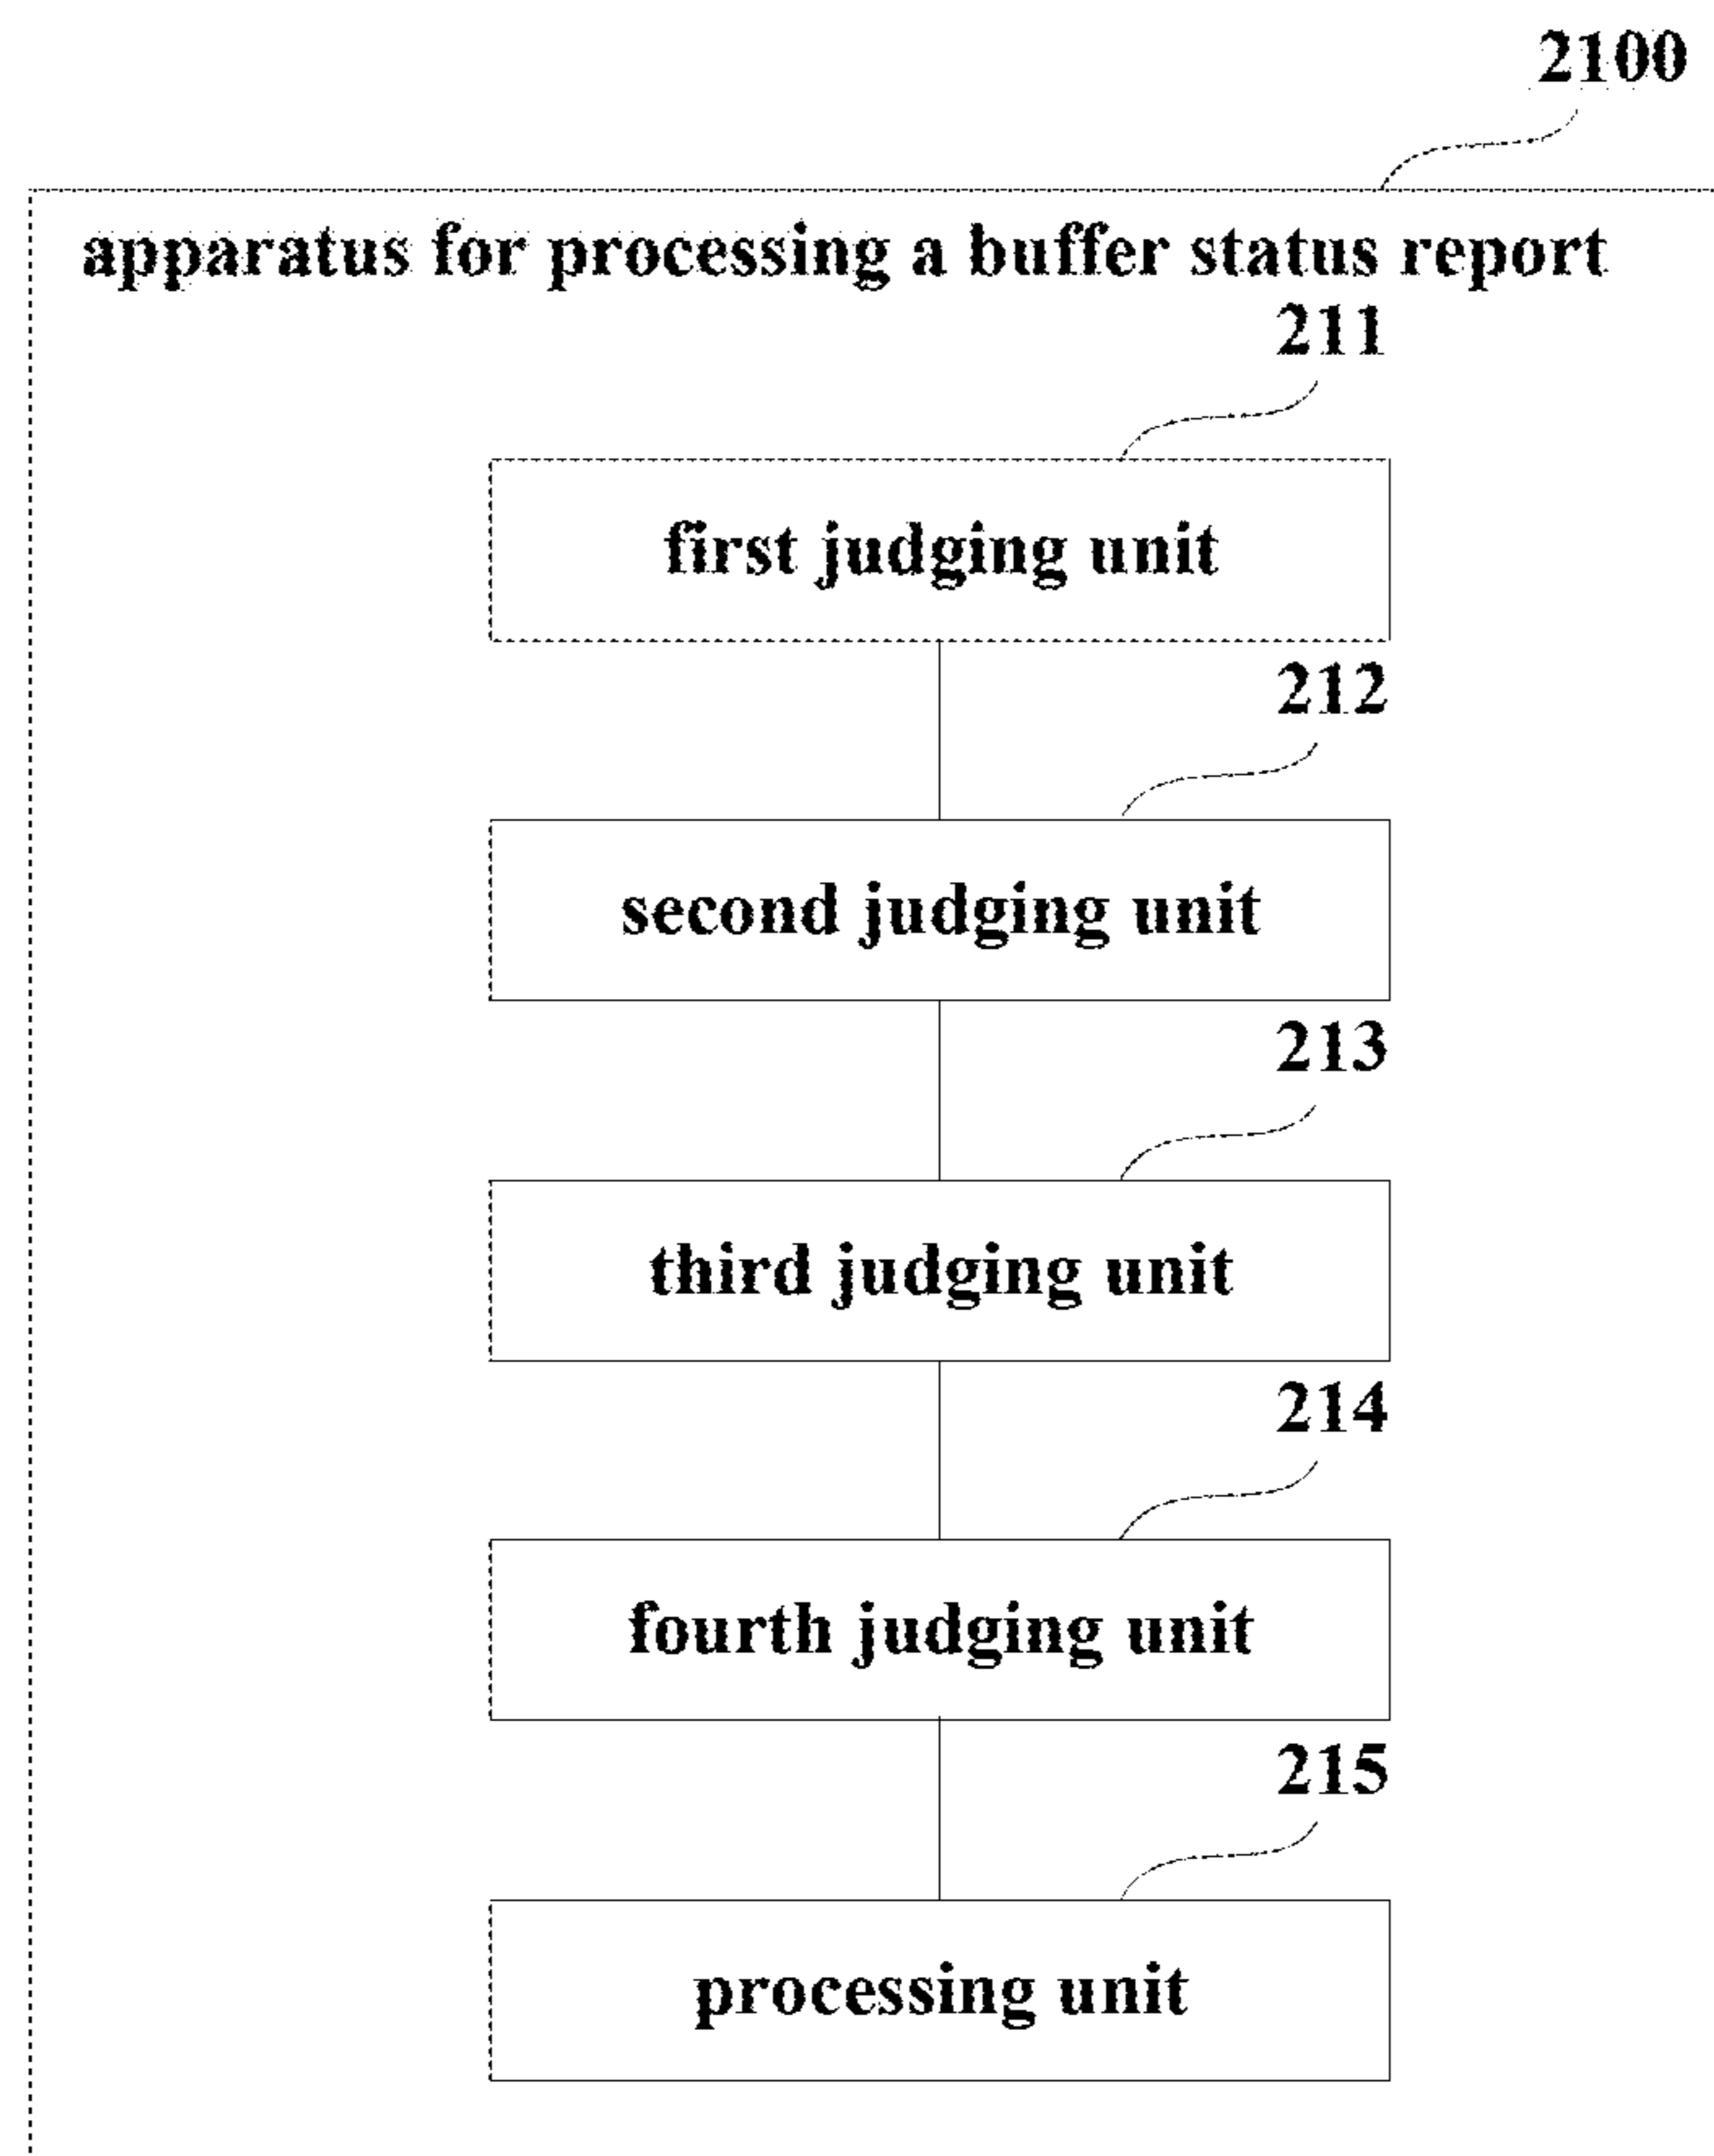 2100
apparatus for processing a buffer status report
211
first judging unit
212
second judging unit
213
third judging unit
214
fourth judging unit
215
processing unit